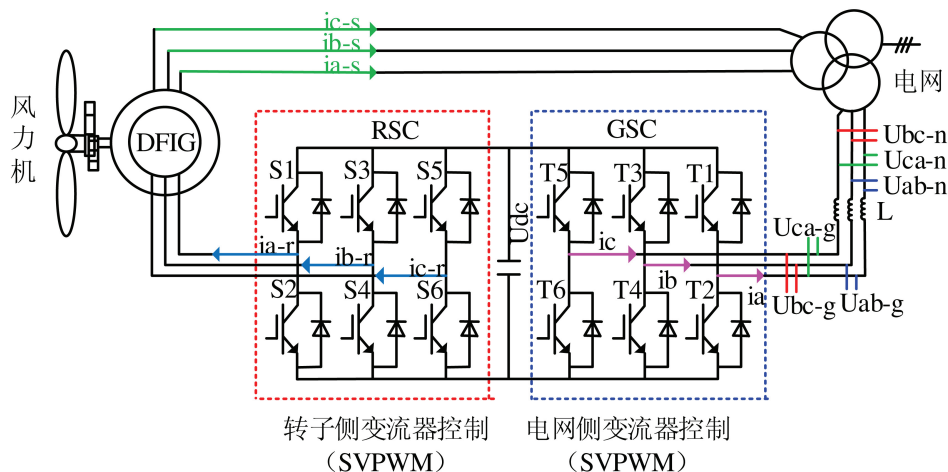 ic-s
ib-s
ia-s
电网
风力机
DFIG
RSC
GSC
Ubc-n
Uca-n
Uab-n
L
S1
S3
S5
Udc
T5
T3
T1
Uca-g
ia-r
ib-r
ic-r
ic
ib
ia
Ubc-g
Uab-g
S2
S4
S6
T6
T4
T2
转子侧变流器控制
（SVPWM）
电网侧变流器控制
（SVPWM）